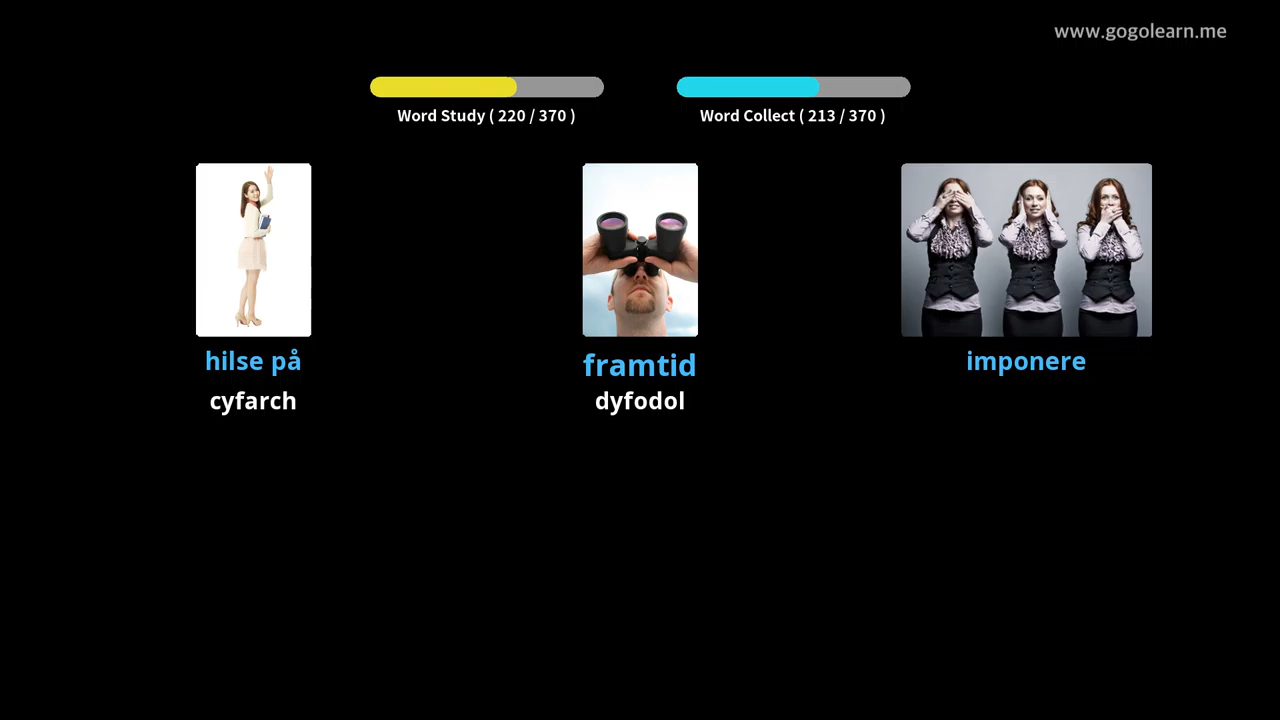 www.gogolearn.me
Word Study ( 220 / 370 )
Word Collect ( 213 / 370 )
hilse på
framtid
imponere
cyfarch
dyfodol